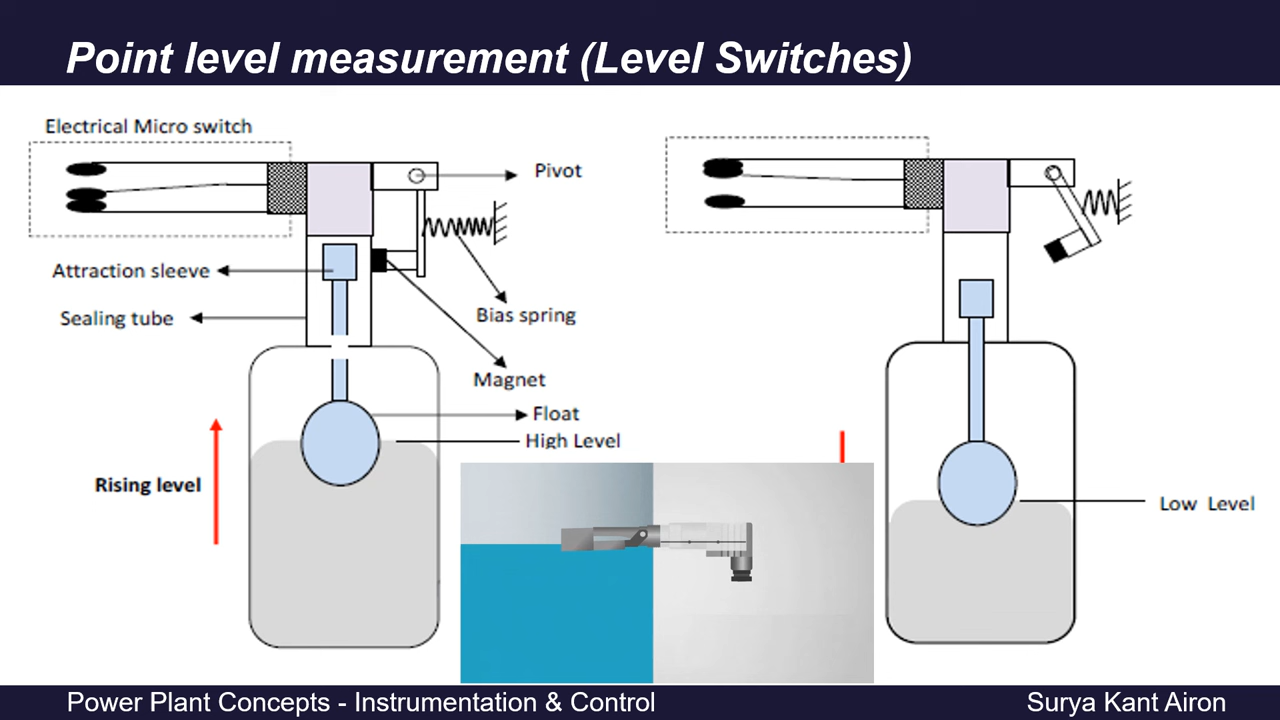 Point level measurement (Level Switches)
Electrical Micro switch
Pivot
Attraction sleeve
Sealing tube
Bias spring
Magnet
Float
High Level
Rising level
Low Level
Power Plant Concepts - Instrumentation & Control
Surya Kant Airon